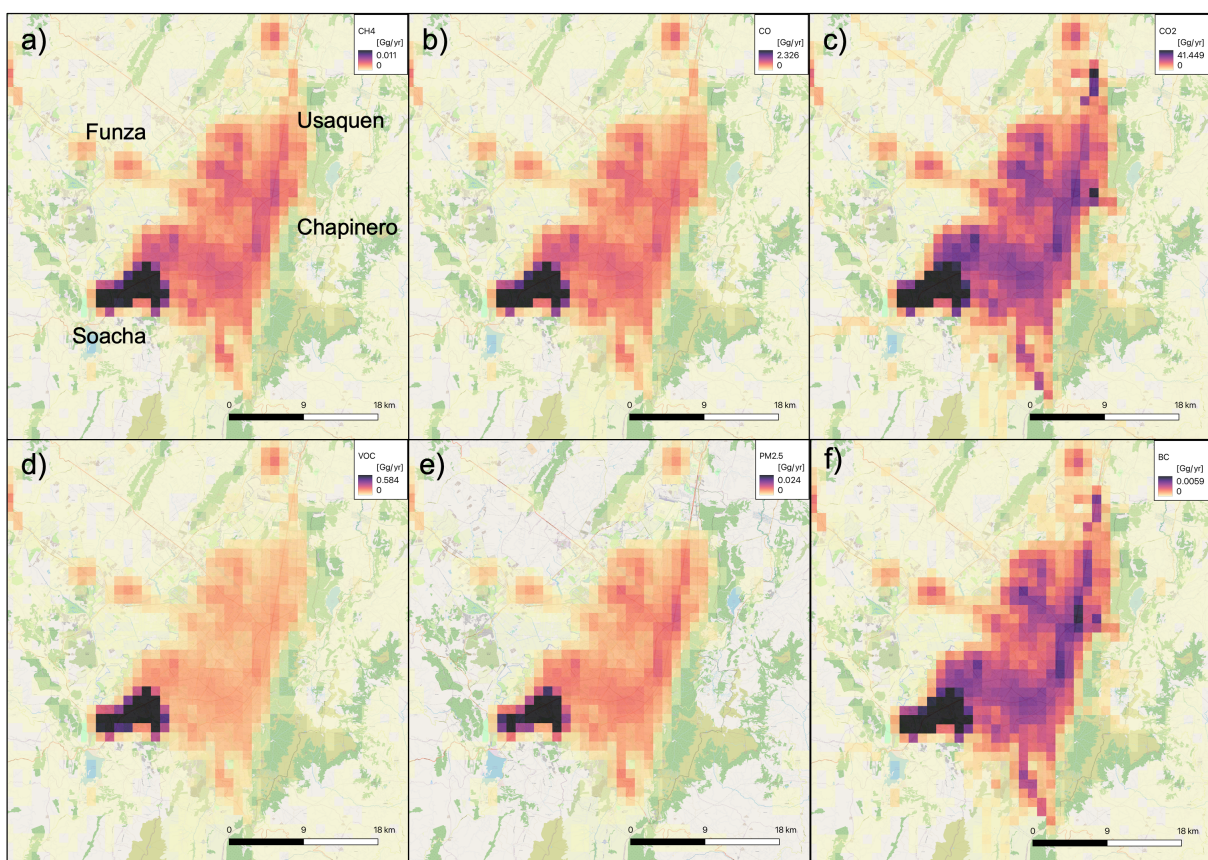 a)
CH4
[Gg/yr]
0.011
0
Funza
Usaquen
Chapinero
Soacha
0 9 18 km
b)
CO
[Gg/yr]
2.326
0
0 9 18 km
c)
CO2
[Gg/yr]
41.449
0
0 9 18 km
d)
VOC
[Gg/yr]
0.584
0
0 9 18 km
e)
PM2.5
[Gg/yr]
0.024
0
0 9 18 km
f)
BC
[Gg/yr]
0.0059
0
0 9 18 km